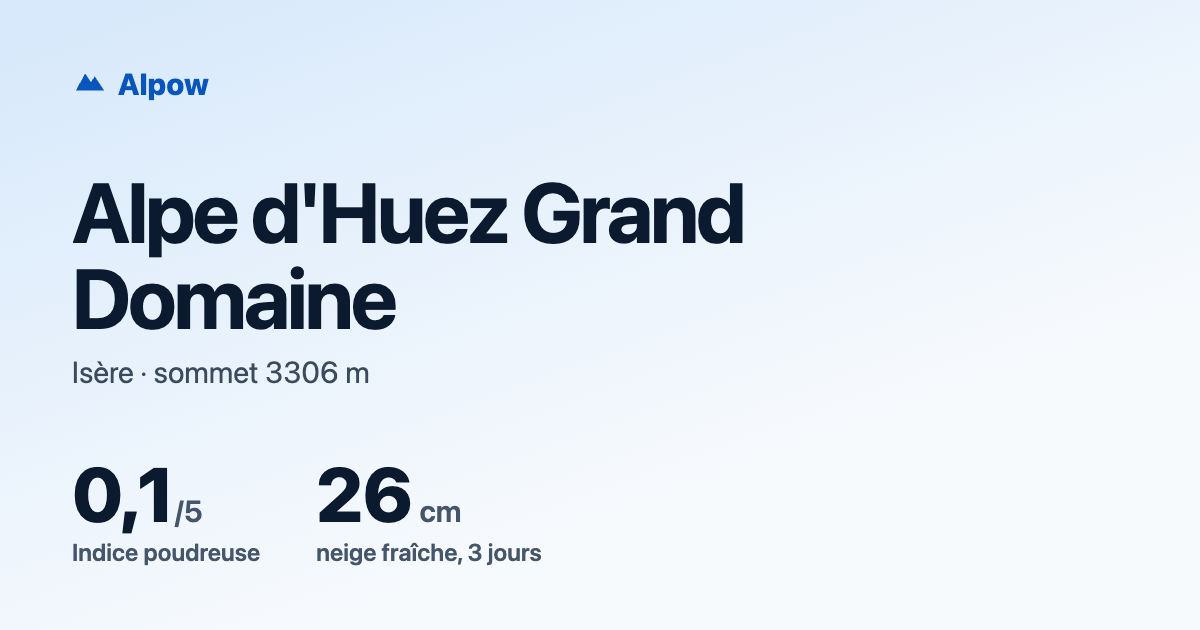 Alpow
Alpe d'Huez Grand
Domaine
Isère · sommet 3306 m
0,1/5 26 cm
Indice poudreuse neige fraîche, 3 jours